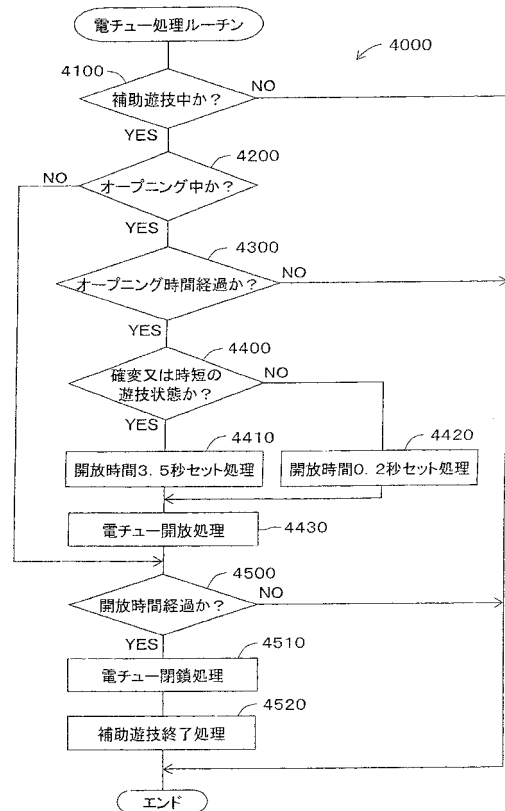 電チュー処理ルーチン
4000
4100
補助遊技中か？
NO
YES
4200
オープニング中か？
NO
YES
4300
オープニング時間経過か？
NO
YES
4400
確変又は時短の
遊技状態か？
NO
YES
4410
開放時間3．5秒セット処理
4420
開放時間0．2秒セット処理
電チュー開放処理
4430
4500
開放時間経過か？
NO
YES
4510
電チュー閉鎖処理
4520
補助遊技終了処理
エンド